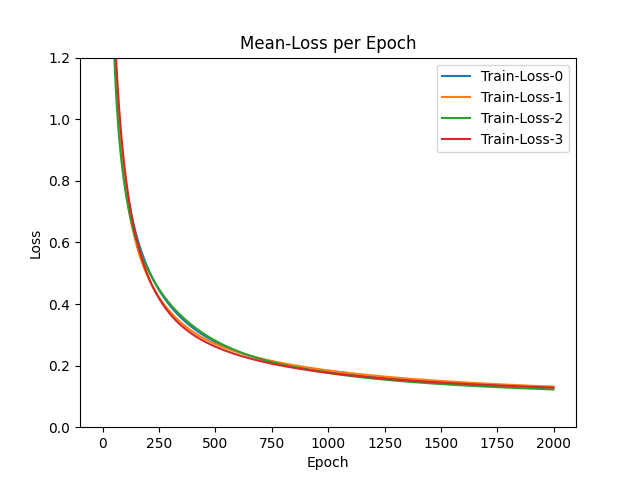 Mean-Loss per Epoch
1.2
1.0
0.8
0.6
0.4
0.2
0.0
Loss
Train-Loss-0
Train-Loss-1
Train-Loss-2
Train-Loss-3
0 250 500 750 1000 1250 1500 1750 2000
Epoch